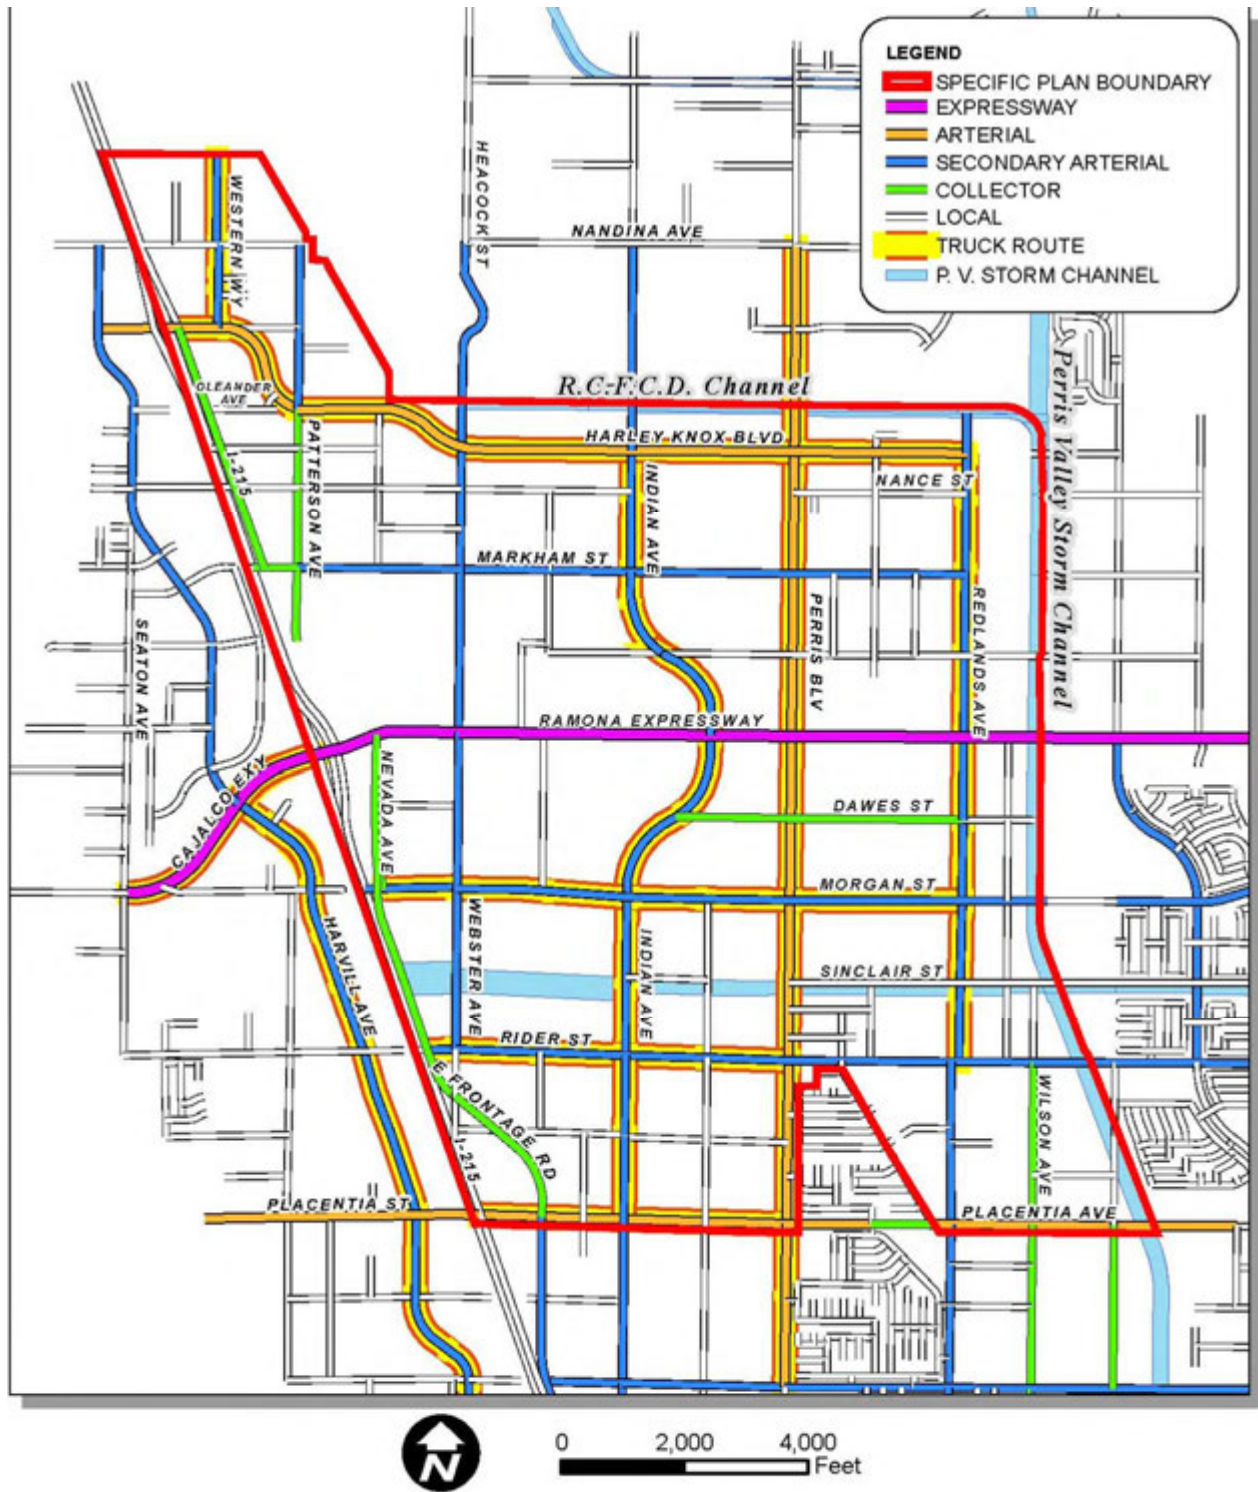 LEGEND
SPECIFIC PLAN BOUNDARY
EXPRESSWAY
ARTERIAL
SECONDARY ARTERIAL
COLLECTOR
LOCAL
TRUCK ROUTE
P. V. STORM CHANNEL
HEACOCK ST
WESTERN WY
NANDINA AVE
Perris Valley Storm Channel
R.C.F.C.D. Channel
OLEANDER
AVE
HARLEY KNOX BLVD
PATTERSON AVE
I-215
INDIAN AVE
NANCE ST
MARKHAM ST
SEATON AVE
PERRIS BLV
REDLANDS AVE
RAMONA EXPRESSWAY
CAJALCO EXY
NEVADA AVE
DAWES ST
MORGAN ST
HARVILL AVE
WEBSTER AVE
INDIAN AVE
SINCLAIR ST
RIDER ST
E FRONTAGE RD
WILSON AVE
I-215
PLACENTIA ST
PLACENTIA AVE
N
0 2,000 4,000
Feet